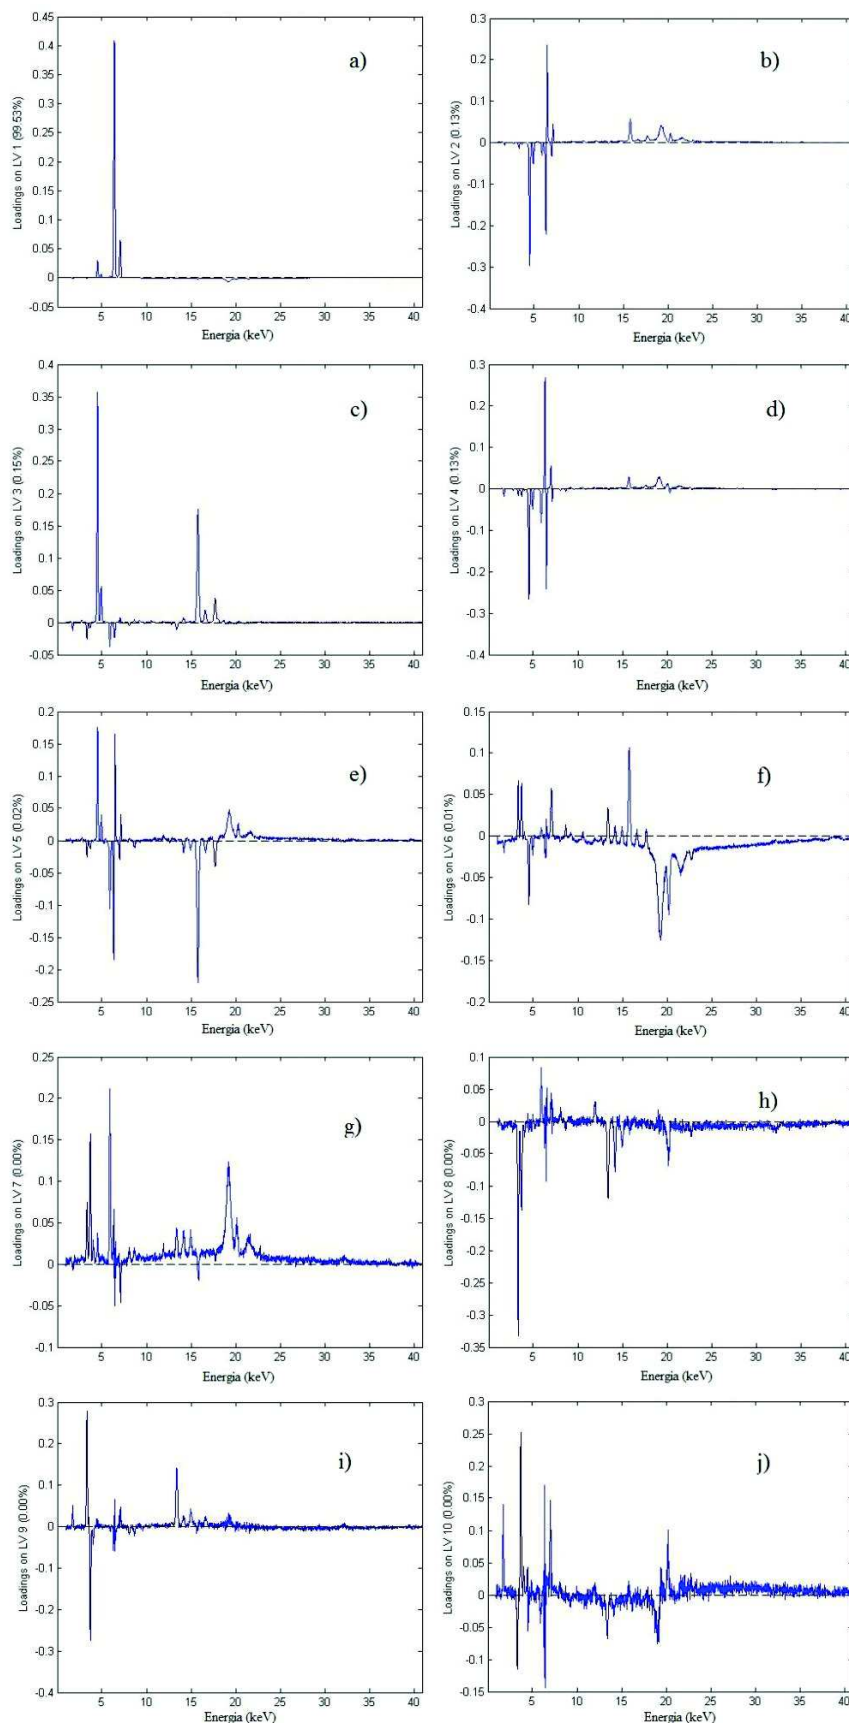 0.45
0.4
0.35
0.3
0.25
0.2
0.15
0.1
0.05
0
-0.05
Loadings on LV 1 (99.53%)
a)
5 10 15 20 25 30 35 40
Energia (keV)
0.3
0.2
0.1
0
-0.1
-0.2
-0.3
-0.4
Loadings on LV 2 (0.13%)
b)
5 10 15 20 25 30 35 40
Energia (keV)
0.4
0.35
0.3
0.25
0.2
0.15
0.1
0.05
0
-0.05
Loadings on LV 3 (0.15%)
c)
5 10 15 20 25 30 35 40
Energia (keV)
0.3
0.2
0.1
0
-0.1
-0.2
-0.3
-0.4
Loadings on LV 4 (0.13%)
d)
5 10 15 20 25 30 35 40
Energia (keV)
0.2
0.15
0.1
0.05
0
-0.05
-0.1
-0.15
-0.2
-0.25
Loadings on LV 5 (0.02%)
e)
5 10 15 20 25 30 35 40
Energia (keV)
0.15
0.1
0.05
0
-0.05
-0.1
-0.15
-0.2
Loadings on LV 6 (0.01%)
f)
5 10 15 20 25 30 35 40
Energia (keV)
0.25
0.2
0.15
0.1
0.05
0
-0.05
-0.1
Loadings on LV 7 (0.00%)
g)
5 10 15 20 25 30 35 40
Energia (keV)
0.1
0.05
0
-0.05
-0.1
-0.15
-0.2
-0.25
-0.3
-0.35
Loadings on LV 8 (0.00%)
h)
5 10 15 20 25 30 35 40
Energia (keV)
0.3
0.2
0.1
0
-0.1
-0.2
-0.3
-0.4
Loadings on LV 9 (0.00%)
i)
5 10 15 20 25 30 35 40
Energia (keV)
0.3
0.25
0.2
0.15
0.1
0.05
0
-0.05
-0.1
-0.15
Loadings on LV 10 (0.00%)
j)
5 10 15 20 25 30 35 40
Energia (keV)